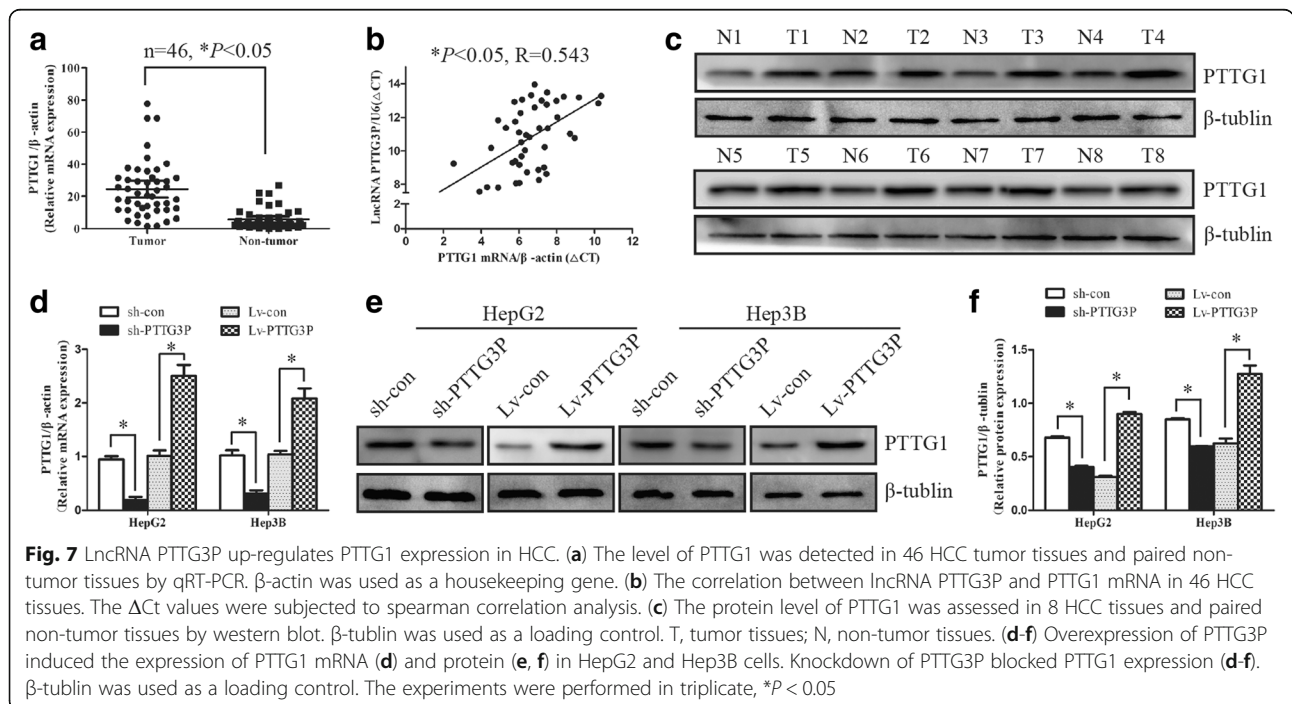 a
n=46, *P<0.05
PTTG1/β-actin
(Relative mRNA expression)
100
80
60
40
20
0
Tumor
Non-tumor
b
*P<0.05, R=0.543
LncRNA PTTG3P/U6(△CT)
14
12
10
8
2
0
0
2
4
6
8
10
12
PTTG1 mRNA/β-actin (△CT)
c
N1 T1 N2 T2 N3 T3 N4 T4
PTTG1
β-tublin
N5 T5 N6 T6 N7 T7 N8 T8
PTTG1
β-tublin
d
sh-con
Lv-con
sh-PTTG3P
Lv-PTTG3P
PTTG1/β-actin
(Relative mRNA expression)
3
2
1
0
* * * *
HepG2
Hep3B
e
HepG2
Hep3B
sh-con sh-PTTG3P Lv-con Lv-PTTG3P sh-con sh-PTTG3P Lv-con Lv-PTTG3P
PTTG1
β-tublin
f
sh-con
Lv-con
sh-PTTG3P
Lv-PTTG3P
PTTG1/β-tublin
(Relative protein expression)
1.5
1.0
0.5
0.0
* * * *
HepG2
Hep3B
Fig. 7 LncRNA PTTG3P up-regulates PTTG1 expression in HCC. (a) The level of PTTG1 was detected in 46 HCC tumor tissues and paired non-
tumor tissues by qRT-PCR. β-actin was used as a housekeeping gene. (b) The correlation between lncRNA PTTG3P and PTTG1 mRNA in 46 HCC
tissues. The ΔCt values were subjected to spearman correlation analysis. (c) The protein level of PTTG1 was assessed in 8 HCC tissues and paired
non-tumor tissues by western blot. β-tublin was used as a loading control. T, tumor tissues; N, non-tumor tissues. (d-f) Overexpression of PTTG3P
induced the expression of PTTG1 mRNA (d) and protein (e, f) in HepG2 and Hep3B cells. Knockdown of PTTG3P blocked PTTG1 expression (d-f).
β-tublin was used as a loading control. The experiments were performed in triplicate, *P < 0.05